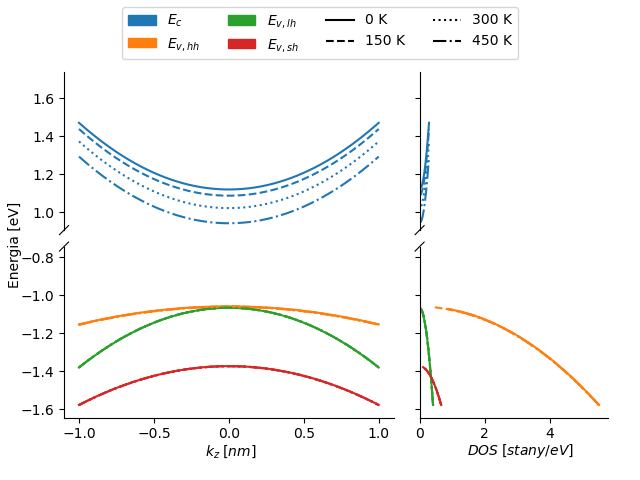 E_c E_{v,lh} 0 K 300 K
E_{v,hh} E_{v,sh} 150 K 450 K
1.6
1.4
1.2
1.0
−0.8
−1.0
−1.2
−1.4
−1.6
Energia [eV]
−1.0 −0.5 0.0 0.5 1.0
k_z [nm]
0 2 4
DOS [stany/eV]